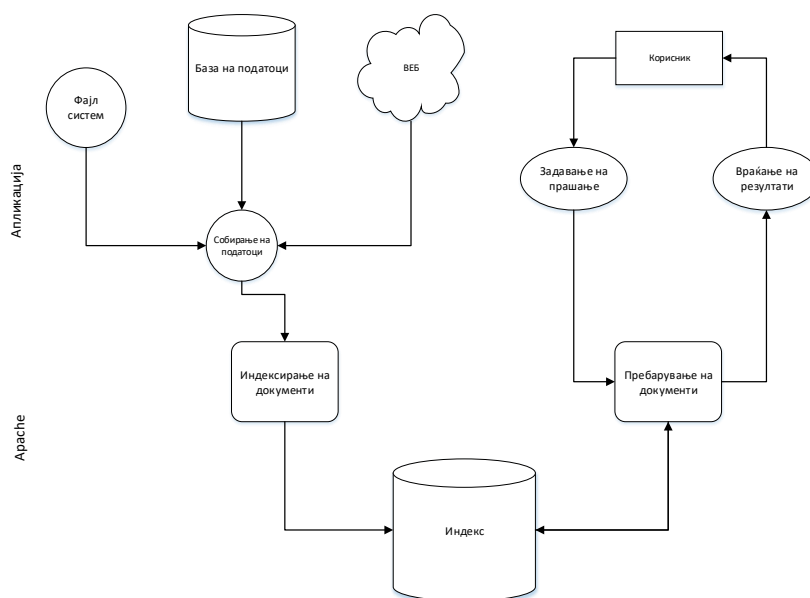 База на податоци
ВЕБ
Корисник
Фајл
систем
Задавање на
прашање
Враќање на
резултати
Апликација
Собирање на
податоци
Индексирање на
документи
Пребарување на
документи
Apache
Индекс